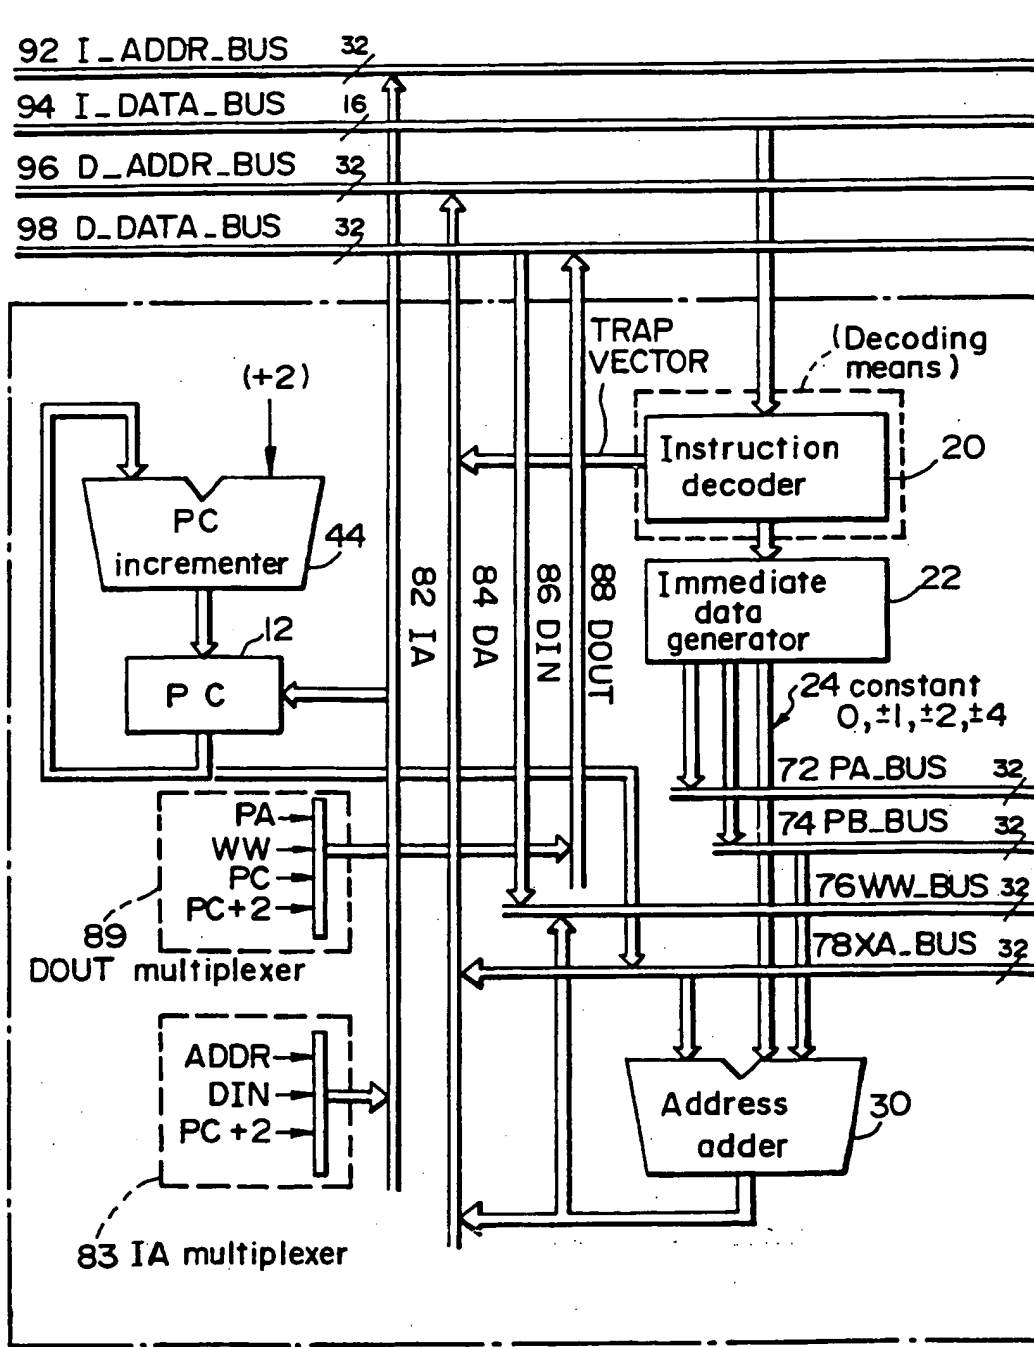 92 I_ADDR_BUS 32
94 I_DATA_BUS 16
96 D_ADDR_BUS 32
98 D_DATA_BUS 32
TRAP
VECTOR
(Decoding
means)
(+2)
Instruction
decoder
20
PC
incrementer
44
82 IA
84 DA
86 DIN
88 DOUT
Immediate
data
generator
22
12
PC
24 constant
0,±1,±2,±4
72 PA_BUS 32
74 PB_BUS 32
76 WW_BUS 32
78 XA_BUS 32
PA
WW
PC
PC+2
89
DOUT multiplexer
ADDR
DIN
PC+2
83 IA multiplexer
Address
adder
30